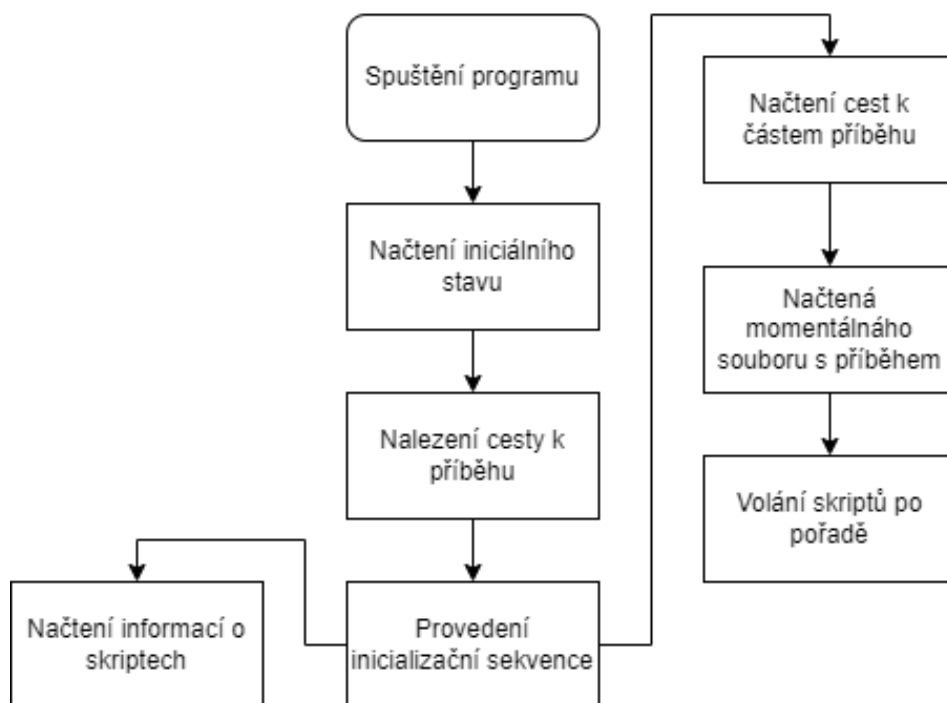 Spuštění programu
Načtení iniciálního
stavu
Nalezení cesty k
příběhu
Provedení
inicializační sekvence
Načtení informací o
skriptech
Načtení cest k
částem příběhu
Načtená
momentálnáho
souboru s příběhem
Volání skriptů po
pořadě